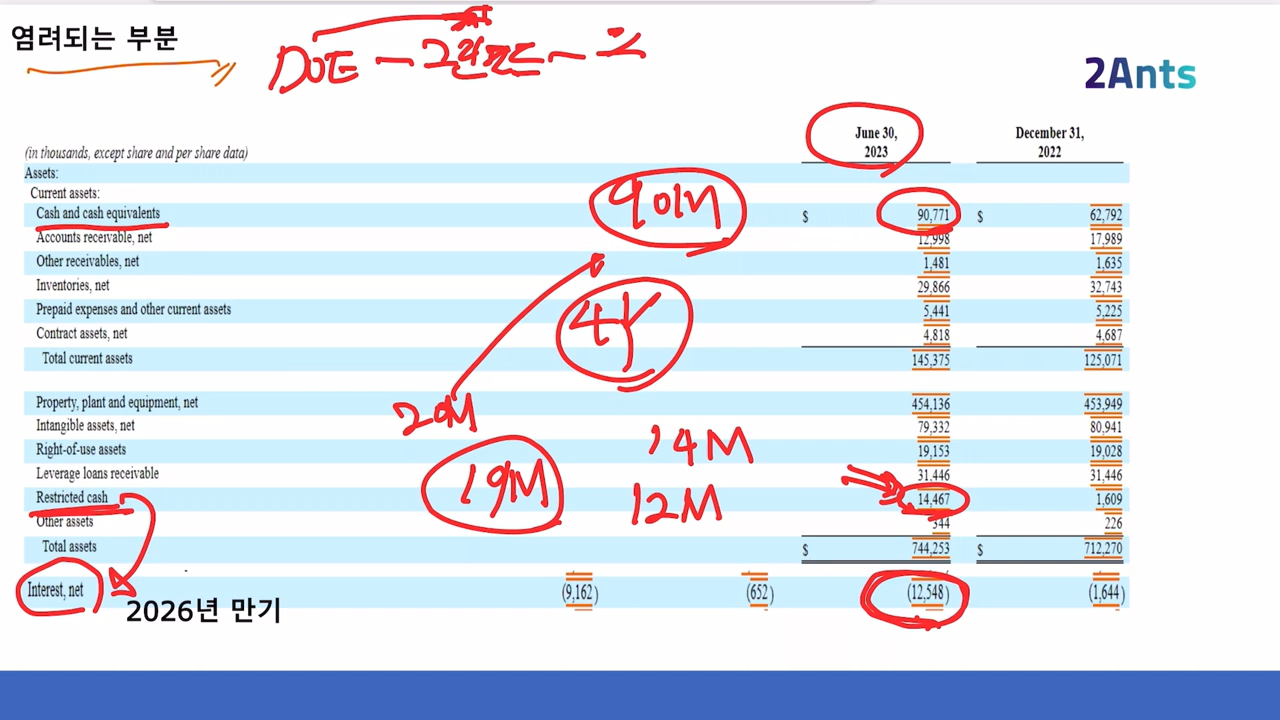 염려되는 부분
DOE
2Ants
June 30, 2023 December 31, 2022
(in thousands, except share and per share data)
Assets:
Current assets:
Cash and cash equivalents $ 90,771 $ 62,792
Accounts receivable, net 12,998 17,989
Other receivables, net 1,481 1,635
Inventories, net 29,866 32,743
Prepaid expenses and other current assets 5,441 5,225
Contract assets, net 4,818 4,687
Total current assets 145,375 125,071
Property, plant and equipment, net 454,136 453,949
Intangible assets, net 79,332 80,941
Right-of-use assets 19,153 19,028
Leverage loans receivable 31,446 31,446
Restricted cash 14,467 1,609
Other assets 344 226
Total assets $ 744,253 $ 712,270
Interest, net (9,162) (652) (12,548) (1,644)
2026년 만기
20M
19M
14M
12M